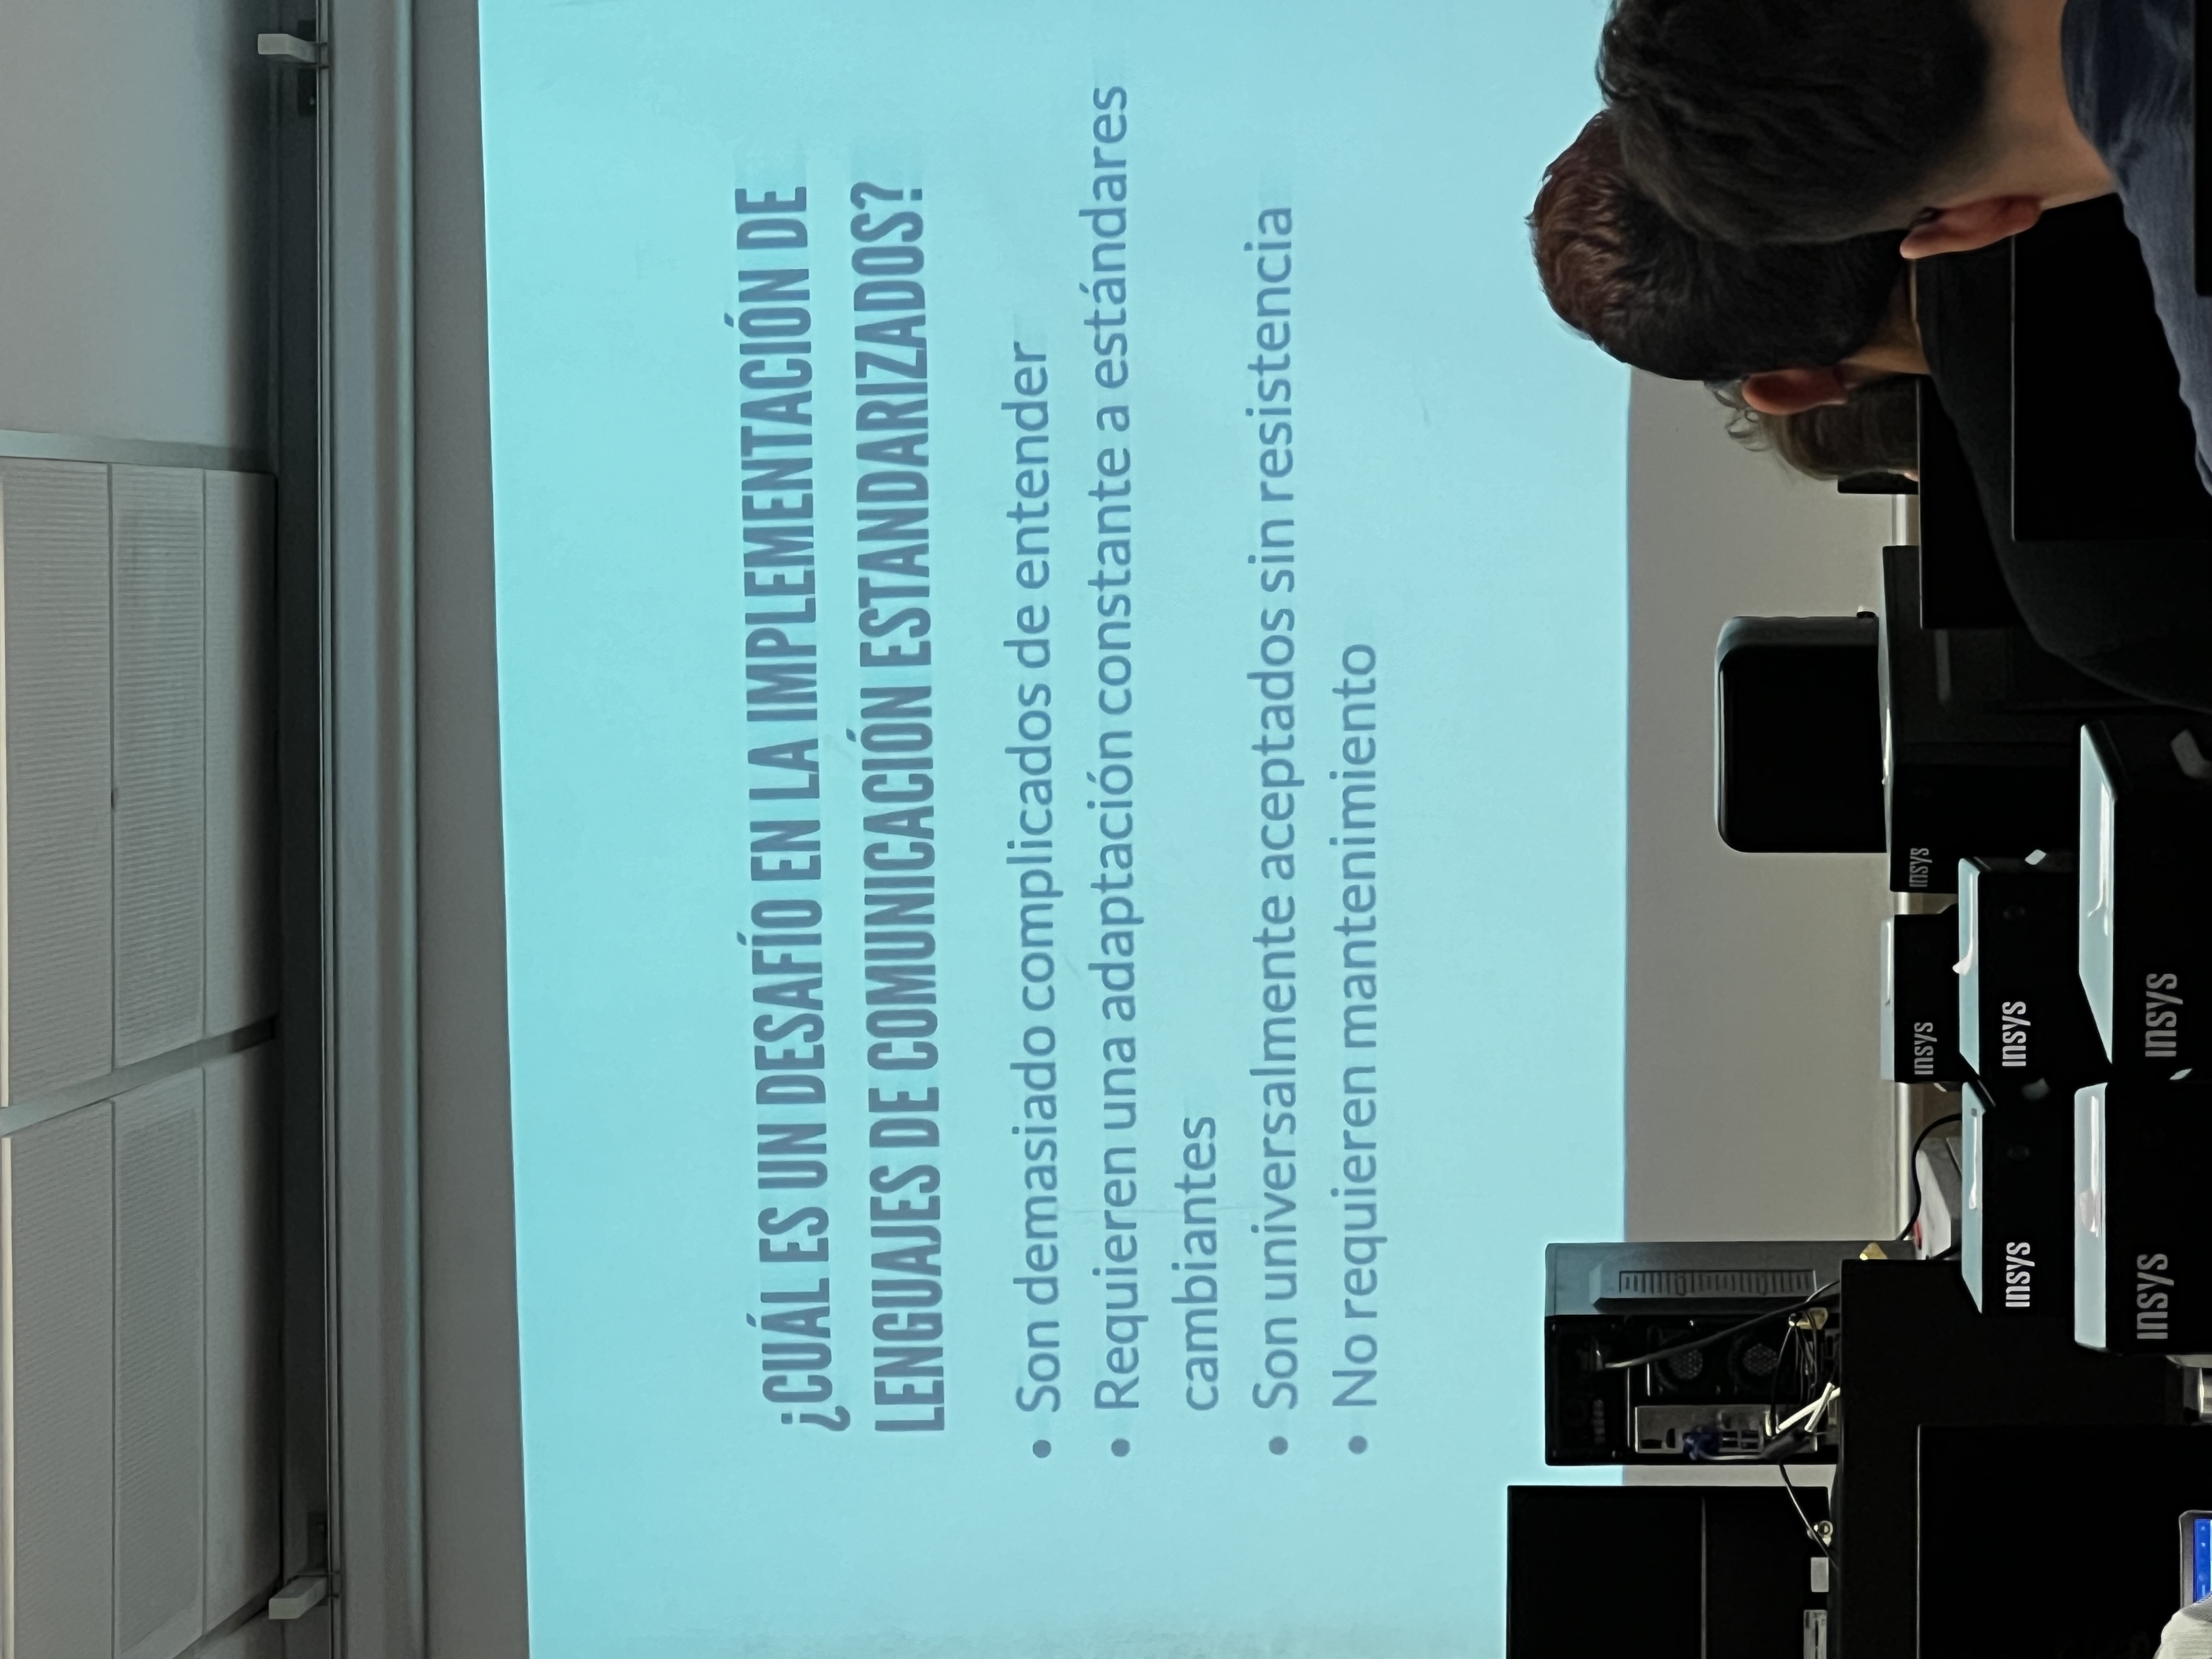 ¿CUÁL ES UN DESAFÍO EN LA IMPLEMENTACIÓN DE
LENGUAJES DE COMUNICACIÓN ESTANDARIZADOS?
• Son demasiado complicados de entender
• Requieren una adaptación constante a estándares
cambiantes
• Son universalmente aceptados sin resistencia
• No requieren mantenimiento
INSYS
INSYS
INSYS
INSYS
INSYS
INSYS